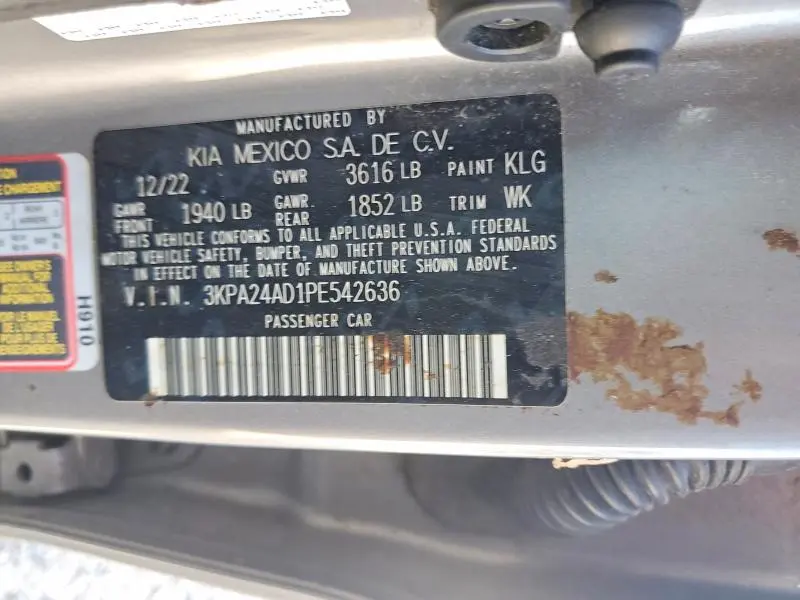 MANUFACTURED BY
KIA MEXICO S.A. DE C.V.
12/22 GVWR 3616 LB PAINT KLG
GAWR FRONT 1940 LB GAWR REAR 1852 LB TRIM WK
THIS VEHICLE CONFORMS TO ALL APPLICABLE U.S.A. FEDERAL
MOTOR VEHICLE SAFETY, BUMPER, AND THEFT PREVENTION STANDARDS
IN EFFECT ON THE DATE OF MANUFACTURE SHOWN ABOVE.
V.I.N. 3KPA24AD1PE542636
PASSENGER CAR
H910